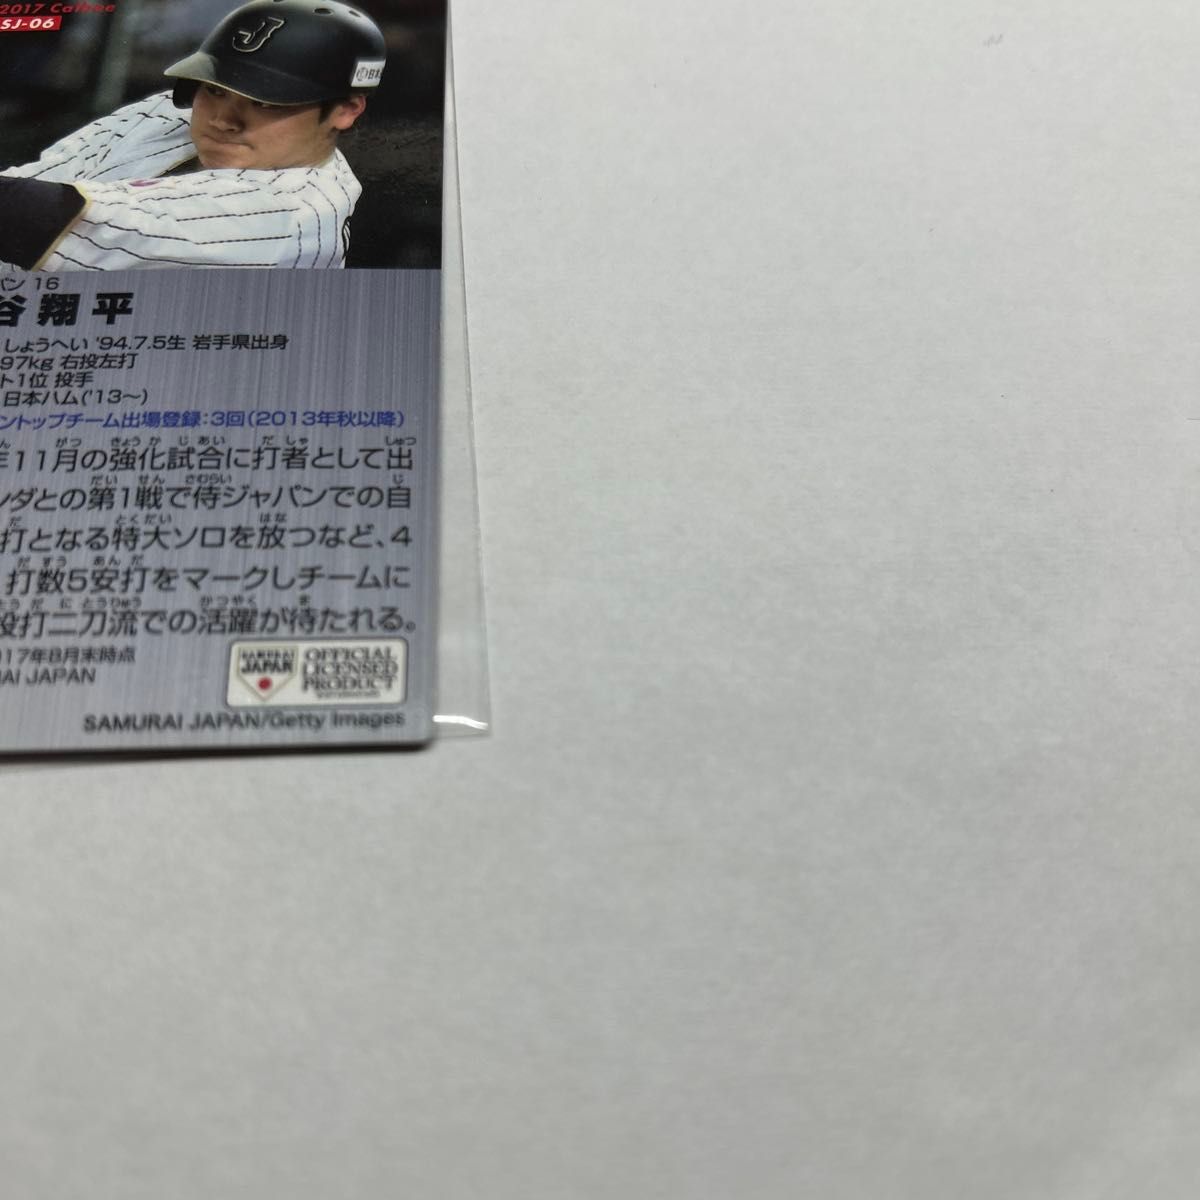 2017 Calbee
SJ-06
J
日本
パン 16
谷翔平
しょうへい '94.7.5生 岩手県出身
97kg 右投左打
ト1位 投手
日本ハム('13〜)
ントップチーム出場登録:3回(2013年秋以降)
年11月の強化試合に打者として出
ンダとの第1戦で侍ジャパンでの自
打となる特大ソロを放つなど、4
打数5安打をマークしチームに
投打二刀流での活躍が待たれる。
017年8月末時点
RAI JAPAN
SAMURAI
JAPAN
OFFICIAL
LICENSED
PRODUCT
SAMURAI JAPAN/Getty Images